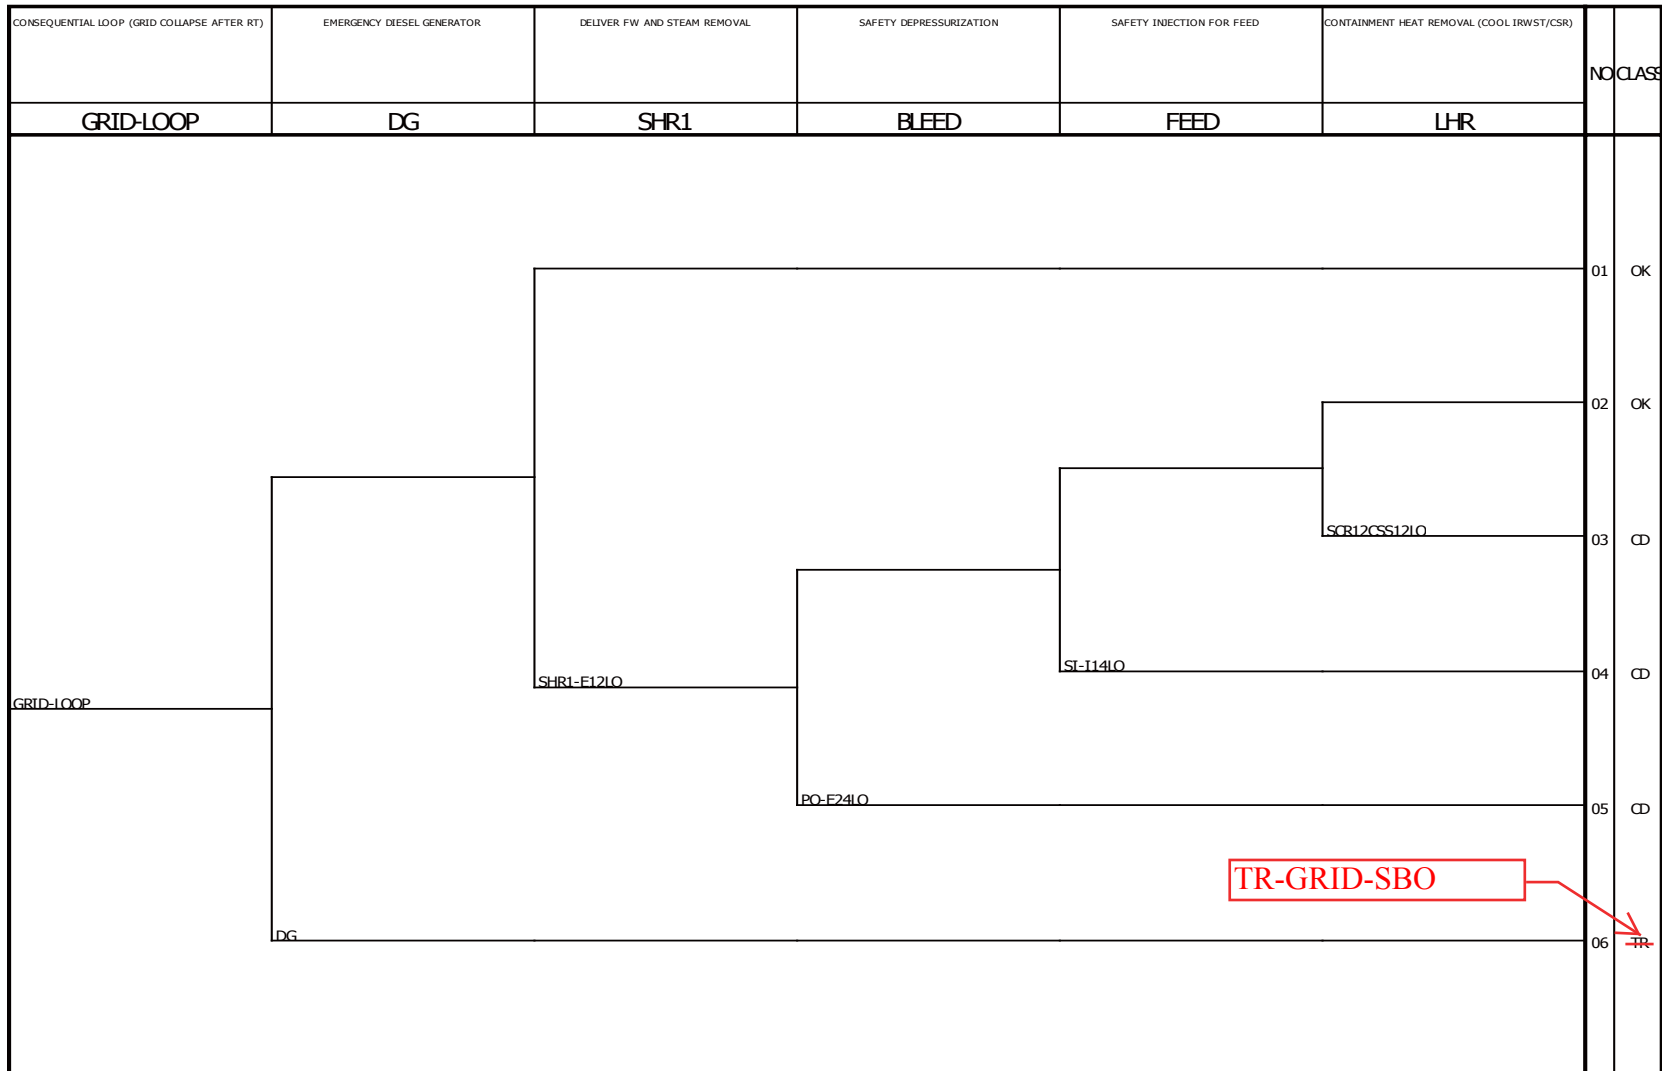 CONSEQUENTIAL LOOP (GRID COLLAPSE AFTER RT) EMERGENCY DIESEL GENERATOR DELIVER FW AND STEAM REMOVAL SAFETY DEPRESSURIZATION SAFETY INJECTION FOR FEED CONTAINMENT HEAT REMOVAL (COOL IRWST/CSR)
NO CLASS
GRID-LOOP DG SHR1 BLEED FEED LHR
01 OK
02 OK
SCR12CSS12LO
03 CD
SI-I14LO
04 CD
SHR1-E12LO
GRID-LOOP
PO-F24LO
05 CD
TR-GRID-SBO
DG
06 TR